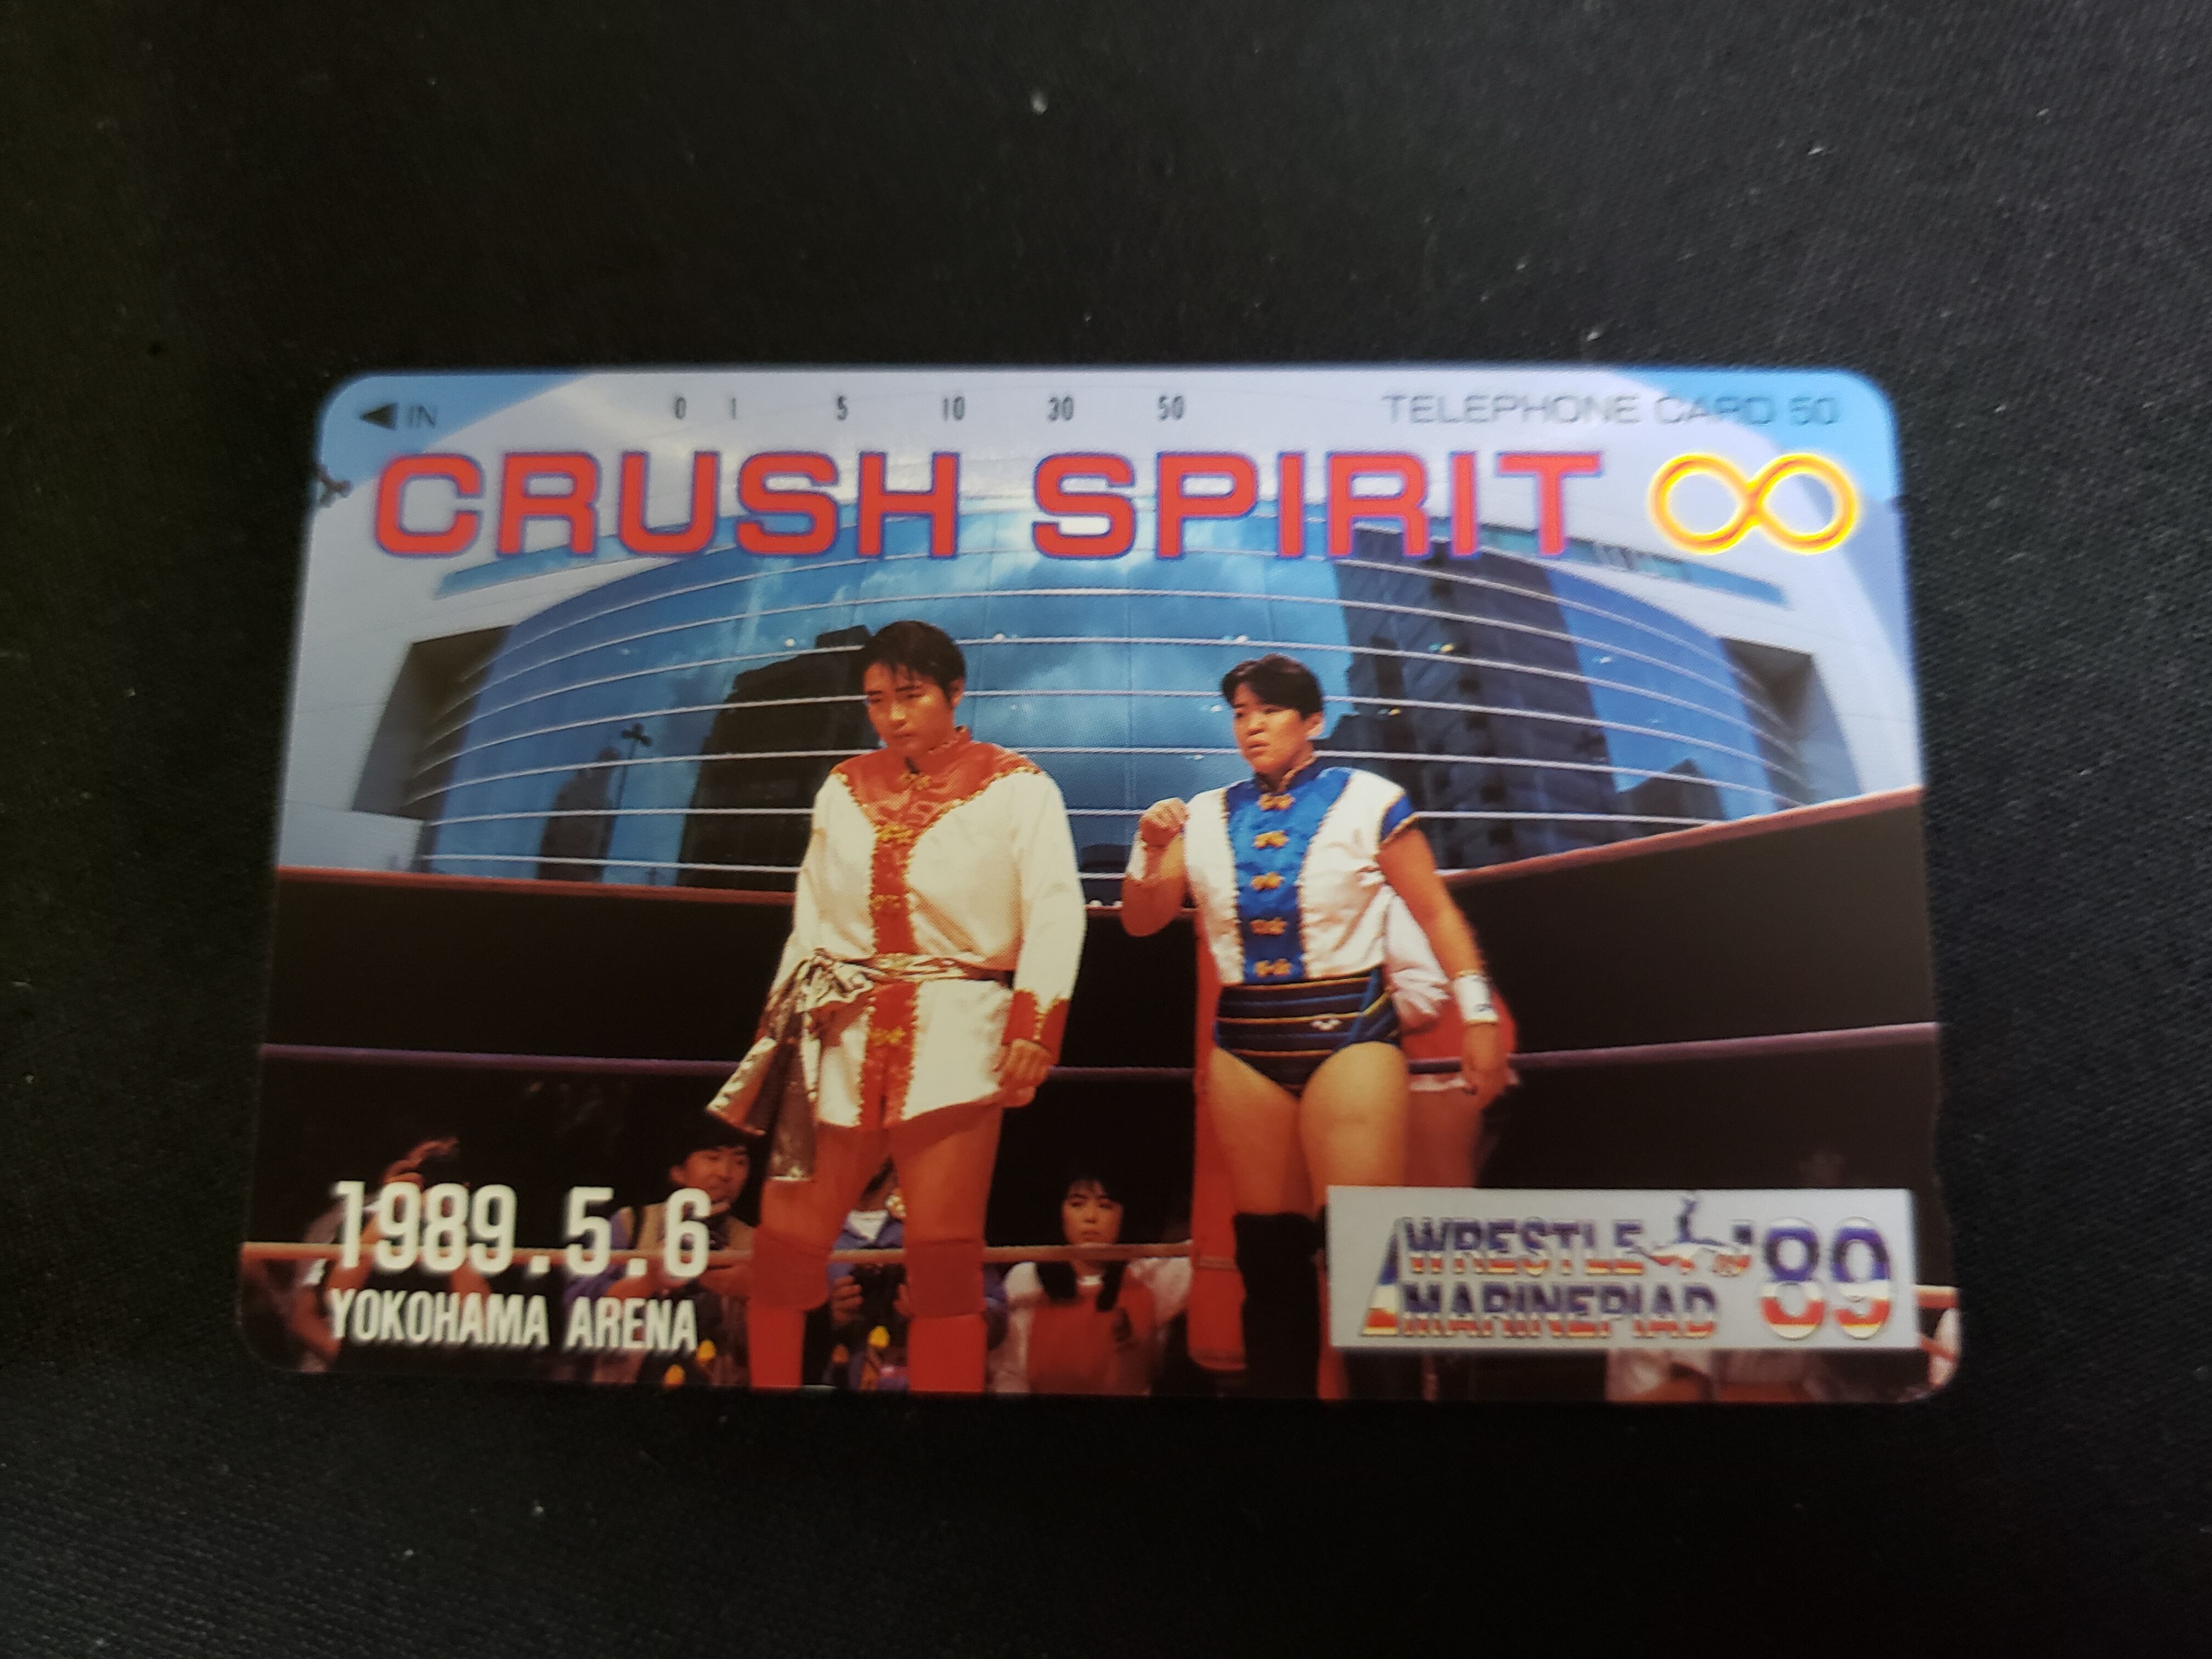 ◀ IN 0 1 5 10 30 50 TELEPHONE CARD 50
CRUSH SPIRIT ∞
1989.5.6
YOKOHAMA ARENA
WRESTLE
MARINEPIAD '89